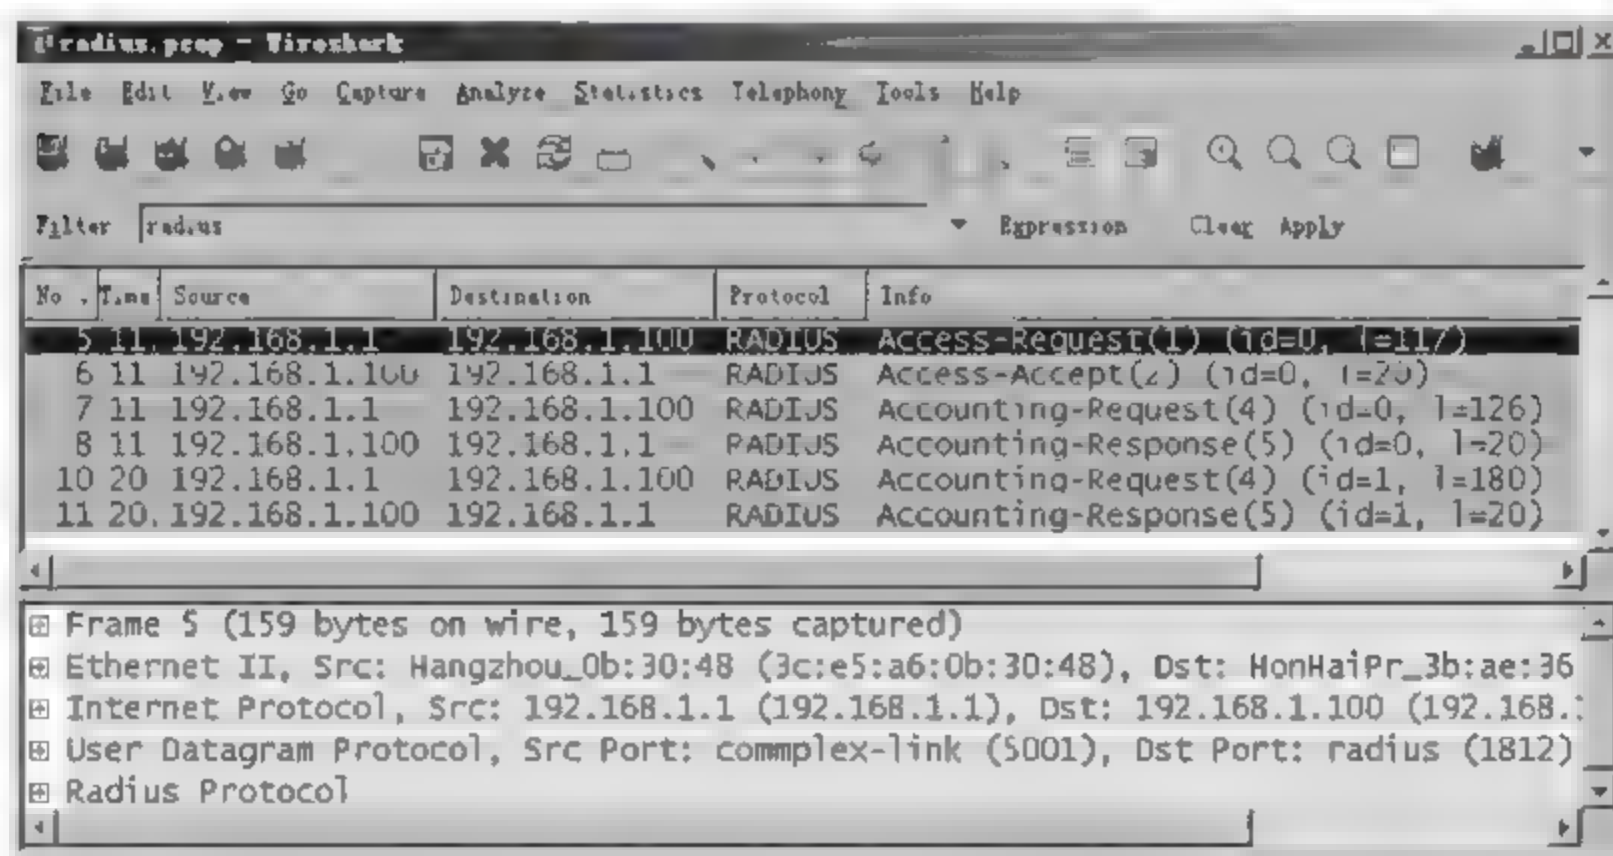 radius.pcap - Wireshark
File Edit View Go Capture Analyze Statistics Telephony Tools Help
Filter radius Expression Clear Apply
No . Time Source Destination Protocol Info
5 11. 192.168.1.1 192.168.1.100 RADIUS Access-Request(1) (id=0, l=117)
6 11 192.168.1.100 192.168.1.1 RADIUS Access-Accept(2) (id=0, l=20)
7 11 192.168.1.1 192.168.1.100 RADIUS Accounting-Request(4) (id=0, l=126)
8 11 192.168.1.100 192.168.1.1 RADIUS Accounting-Response(5) (id=0, l=20)
10 20 192.168.1.1 192.168.1.100 RADIUS Accounting-Request(4) (id=1, l=180)
11 20. 192.168.1.100 192.168.1.1 RADIUS Accounting-Response(5) (id=1, l=20)
Frame 5 (159 bytes on wire, 159 bytes captured)
Ethernet II, Src: Hangzhou_0b:30:48 (3c:e5:a6:0b:30:48), Dst: HonHaiPr_3b:ae:36
Internet Protocol, Src: 192.168.1.1 (192.168.1.1), Dst: 192.168.1.100 (192.168.
User Datagram Protocol, Src Port: commplex-link (5001), Dst Port: radius (1812)
Radius Protocol